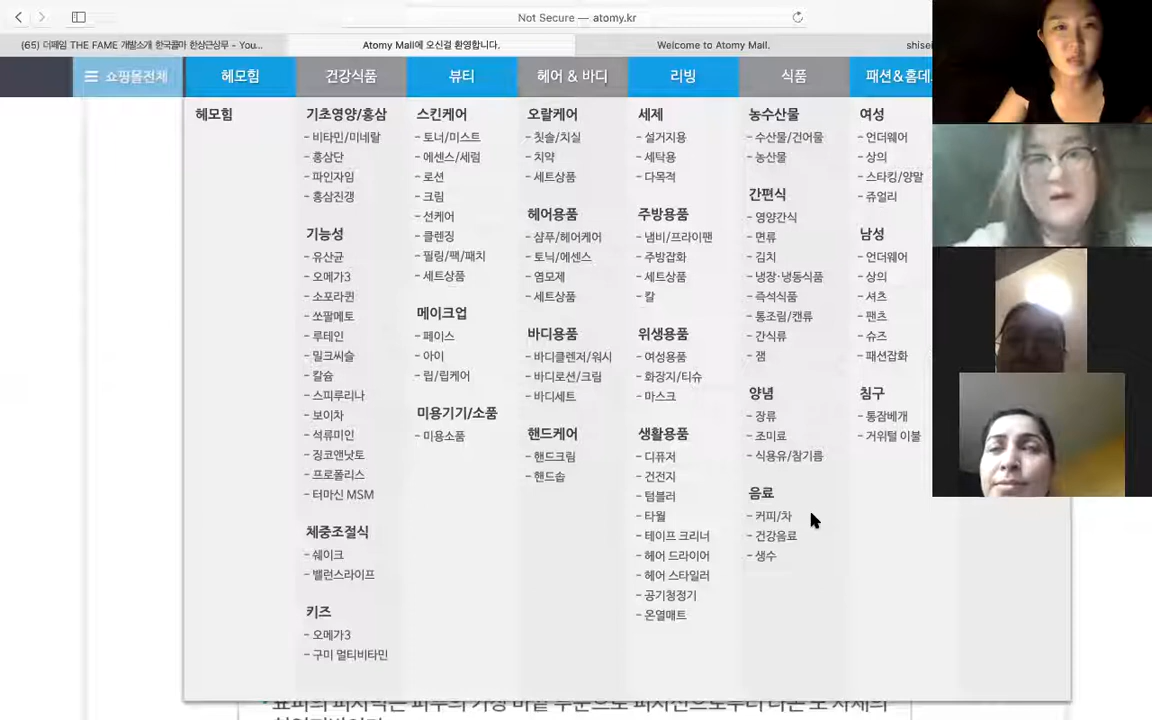 Not Secure — atomy.kr
(65) 더페임 THE FAME 개발소개 한국콜마 한상근상무 - You...
Atomy Mall에 오신걸 환영합니다.
Welcome to Atomy Mall.
shisei
쇼핑몰전체
헤모힘
건강식품
뷰티
헤어 & 바디
리빙
식품
패션&홈데
헤모힘
기초영양/홍삼
- 비타민/미네랄
- 홍삼단
- 파인자임
- 홍삼진갱
기능성
- 유산균
- 오메가3
- 소포라퀸
- 쏘팔메토
- 루테인
- 밀크씨슬
- 칼슘
- 스피루리나
- 보이차
- 석류미인
- 징코앤낫토
- 프로폴리스
- 터마신 MSM
체중조절식
- 쉐이크
- 밸런스라이프
키즈
- 오메가3
- 구미 멀티비타민
스킨케어
- 토너/미스트
- 에센스/세럼
- 로션
- 크림
- 선케어
- 클렌징
- 필링/팩/패치
- 세트상품
메이크업
- 페이스
- 아이
- 립/립케어
미용기기/소품
- 미용소품
오랄케어
- 칫솔/치실
- 치약
- 세트상품
헤어용품
- 샴푸/헤어케어
- 토닉/에센스
- 염모제
- 세트상품
바디용품
- 바디클렌저/워시
- 바디로션/크림
- 바디세트
핸드케어
- 핸드크림
- 핸드솝
세제
- 설거지용
- 세탁용
- 다목적
주방용품
- 냄비/프라이팬
- 주방잡화
- 세트상품
- 칼
위생용품
- 여성용품
- 화장지/티슈
- 마스크
생활용품
- 디퓨저
- 건전지
- 텀블러
- 타월
- 테이프 크리너
- 헤어 드라이어
- 헤어 스타일러
- 공기청정기
- 온열매트
농수산물
- 수산물/건어물
- 농산물
간편식
- 영양간식
- 면류
- 김치
- 냉장·냉동식품
- 즉석식품
- 통조림/캔류
- 간식류
- 잼
양념
- 장류
- 조미료
- 식용유/참기름
음료
- 커피/차
- 건강음료
- 생수
여성
- 언더웨어
- 상의
- 스타킹/양말
- 쥬얼리
남성
- 언더웨어
- 상의
- 셔츠
- 팬츠
- 슈즈
- 패션잡화
침구
- 통잠베개
- 거위털 이불